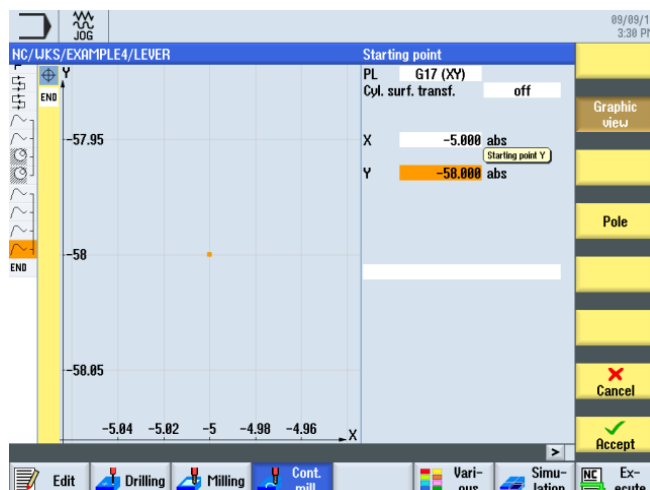 JOG
09/09/1
3:30 P
NC/WKS/EXAMPLE4/LEVER
Starting point
Y
END
PL G17 (XY)
Cyl. surf. transf. off
Graphic
view
-57.95
X -5.000 abs
Starting point Y
Y -58.000 abs
Pole
-58
END
-58.05
Cancel
-5.04 -5.02 -5 -4.98 -4.96 X
Accept
>
Edit
Drilling
Milling
Cont.
mill.
Vari-
ous
Simu-
lation
NC
Ex-
ecute